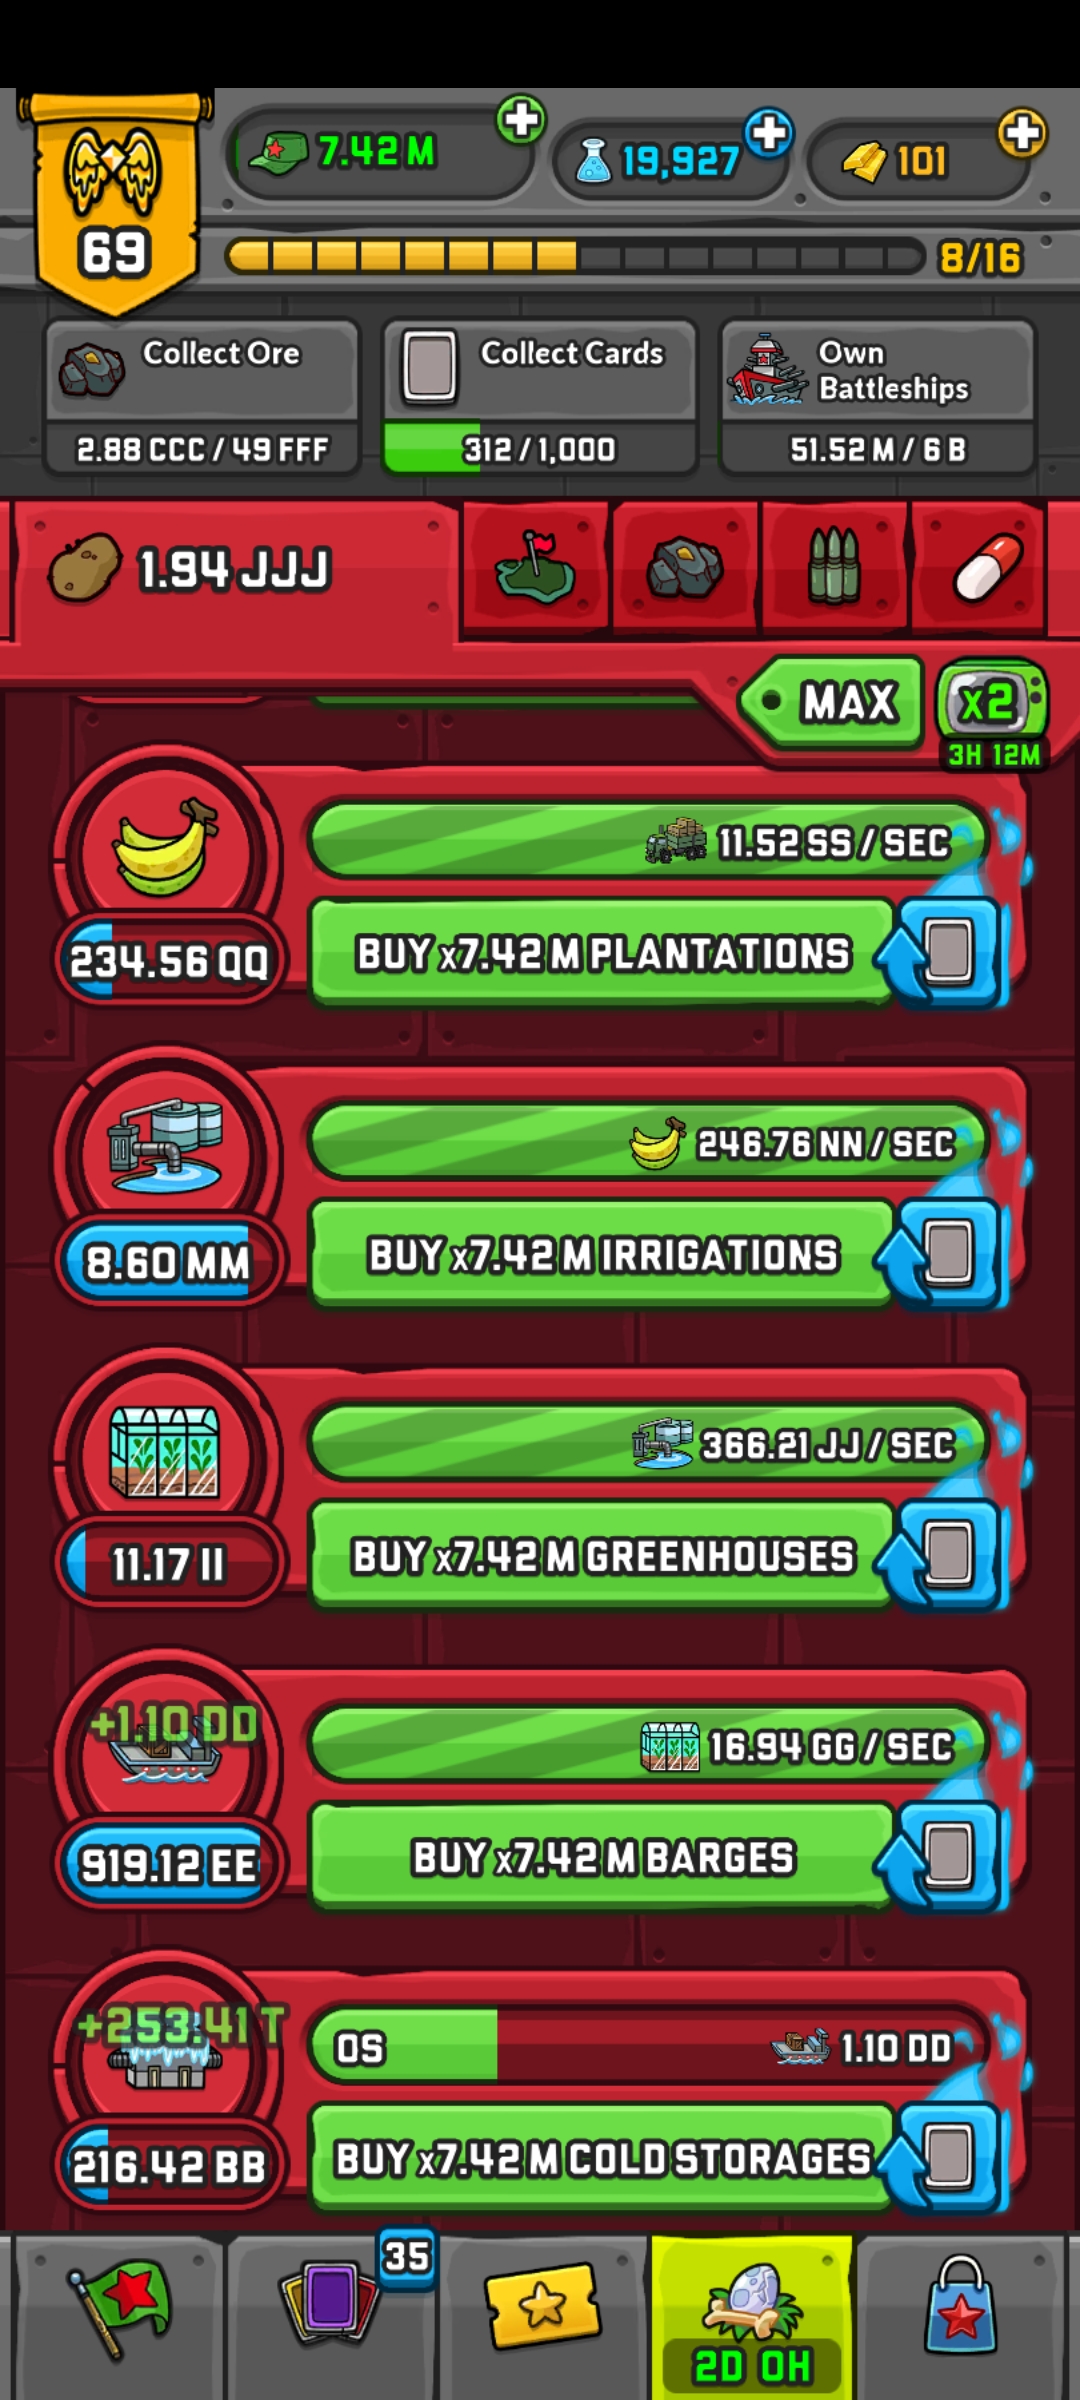 7.42 M
19,927
101
69
8/16
Collect Ore
2.88 CCC / 49 FFF
Collect Cards
312 / 1,000
Own
Battleships
51.52 M / 6 B
1.94 JJJ
MAX
x2
3H 12M
11.52 SS / SEC
234.56 QQ
BUY x7.42 M PLANTATIONS
246.76 NN / SEC
8.60 MM
BUY x7.42 M IRRIGATIONS
366.21 JJ / SEC
11.17 II
BUY x7.42 M GREENHOUSES
+1.10 DD
16.94 GG / SEC
919.12 EE
BUY x7.42 M BARGES
+253.41 T
0S
1.10 DD
216.42 BB
BUY x7.42 M COLD STORAGES
35
2D 0H